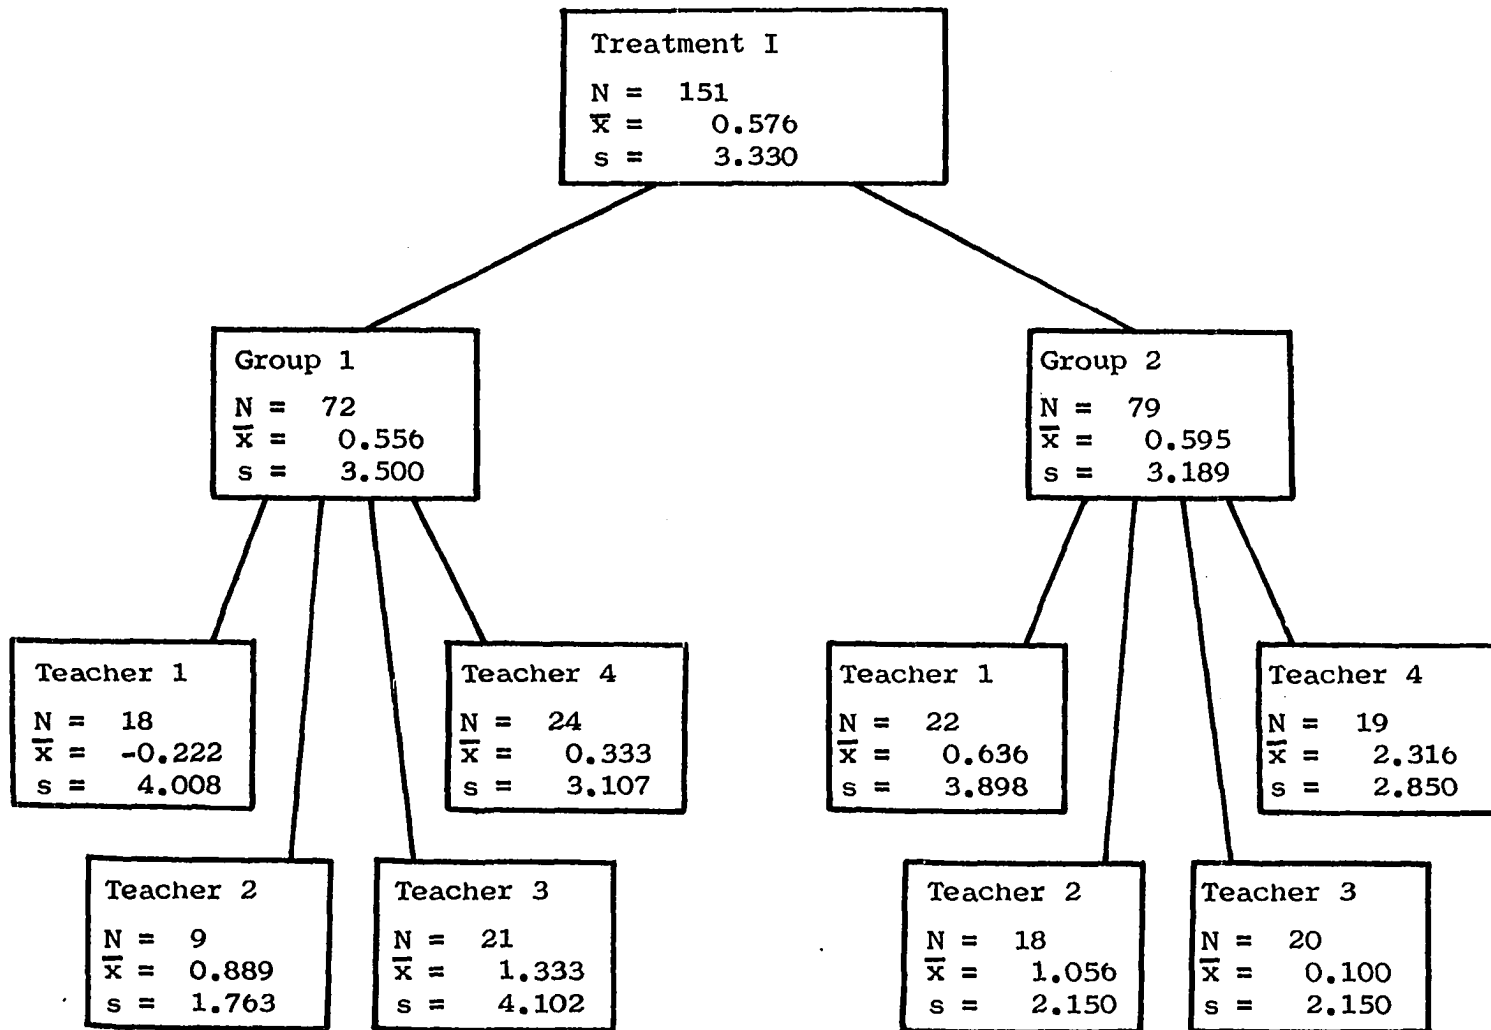 Treatment I
N = 151
x̄ = 0.576
s = 3.330
Group 1
N = 72
x̄ = 0.556
s = 3.500
Group 2
N = 79
x̄ = 0.595
s = 3.189
Teacher 1
N = 18
x̄ = -0.222
s = 4.008
Teacher 4
N = 24
x̄ = 0.333
s = 3.107
Teacher 1
N = 22
x̄ = 0.636
s = 3.898
Teacher 4
N = 19
x̄ = 2.316
s = 2.850
Teacher 2
N = 9
x̄ = 0.889
s = 1.763
Teacher 3
N = 21
x̄ = 1.333
s = 4.102
Teacher 2
N = 18
x̄ = 1.056
s = 2.150
Teacher 3
N = 20
x̄ = 0.100
s = 2.150